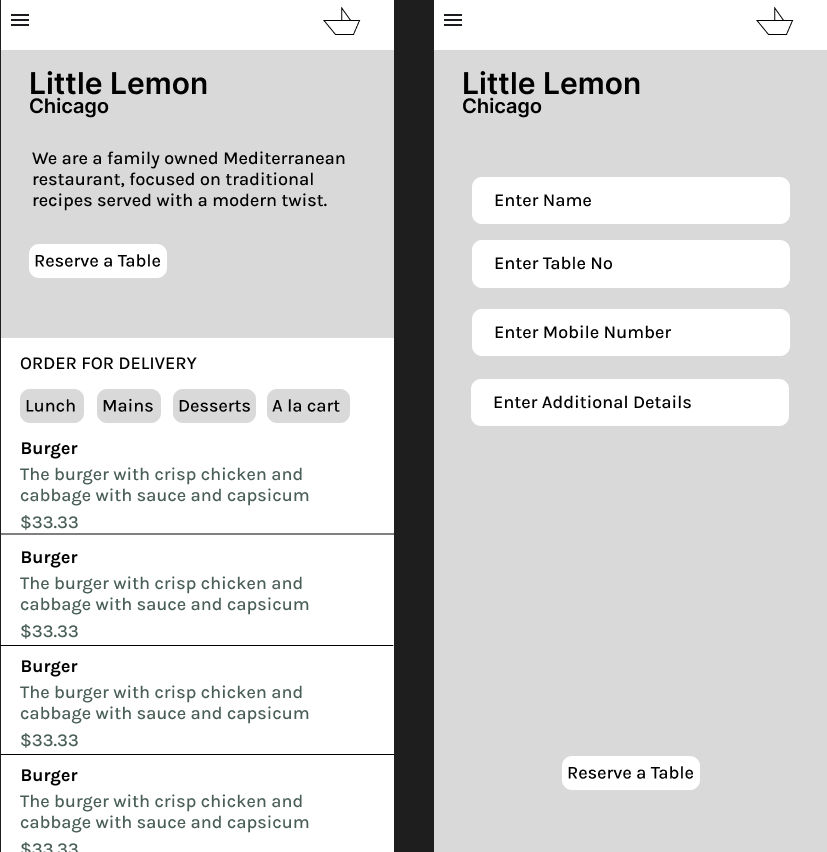 Little Lemon
Chicago
We are a family owned Mediterranean
restaurant, focused on traditional
recipes served with a modern twist.
Reserve a Table
ORDER FOR DELIVERY
Lunch Mains Desserts A la cart
Burger
The burger with crisp chicken and
cabbage with sauce and capsicum
$33.33
Burger
The burger with crisp chicken and
cabbage with sauce and capsicum
$33.33
Burger
The burger with crisp chicken and
cabbage with sauce and capsicum
$33.33
Burger
The burger with crisp chicken and
cabbage with sauce and capsicum
$33.33
Little Lemon
Chicago
Enter Name
Enter Table No
Enter Mobile Number
Enter Additional Details
Reserve a Table